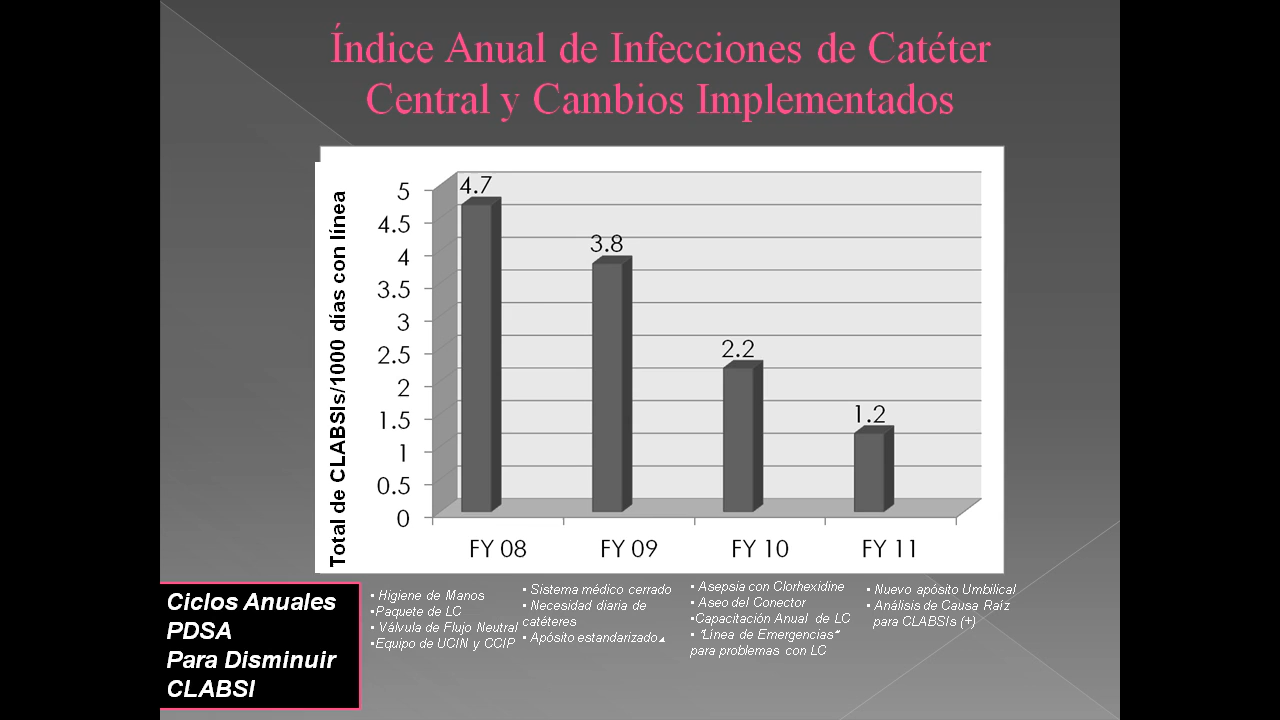 Índice Anual de Infecciones de Catéter
Central y Cambios Implementados
Total de CLABSIs/1000 días con línea
5
4.5
4
3.5
3
2.5
2
1.5
1
0.5
0
4.7
3.8
2.2
1.2
FY 08
FY 09
FY 10
FY 11
Ciclos Anuales
PDSA
Para Disminuir
CLABSI
• Higiene de Manos
•Paquete de LC
• Válvula de Flujo Neutral
•Equipo de UCIN y CCIP
• Sistema médico cerrado
• Necesidad diaria de
catéteres
• Apósito estandarizado
• Asepsia con Clorhexidine
• Aseo del Conector
•Capacitación Anual de LC
• "Línea de Emergencias"
para problemas con LC
• Nuevo apósito Umbilical
• Análisis de Causa Raíz
para CLABSIs (+)